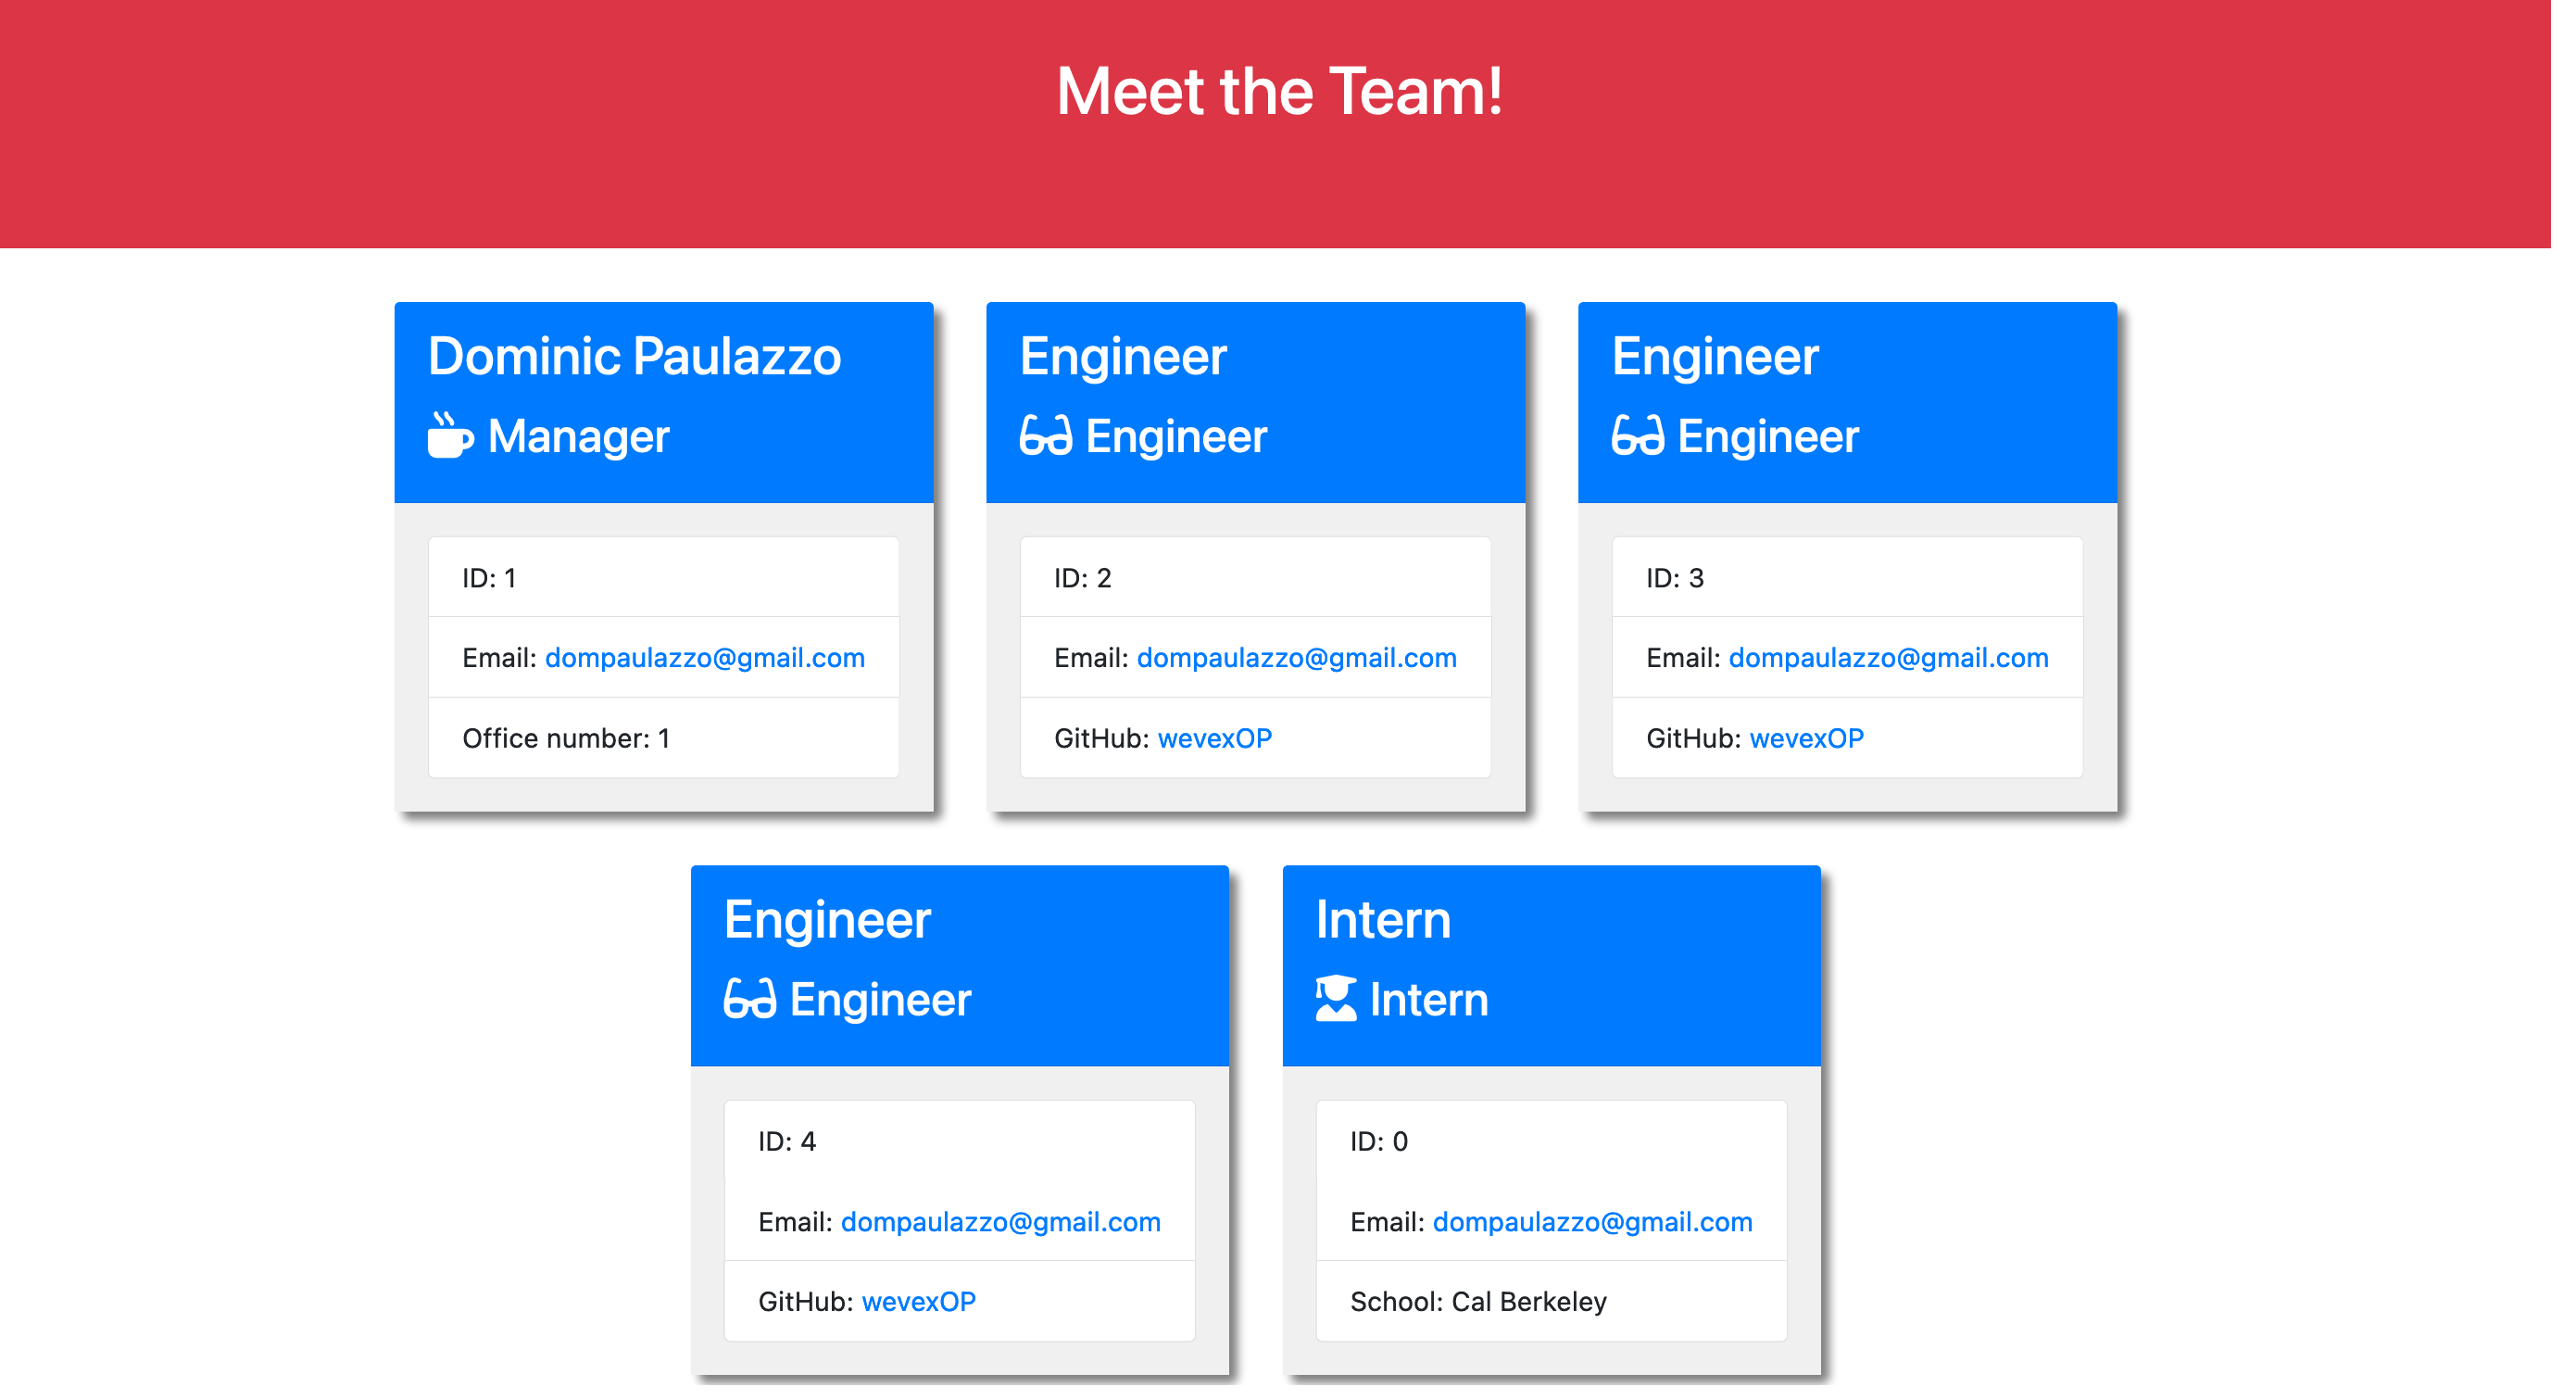 Meet the Team!
Dominic Paulazzo
Manager
ID: 1
Email: dompaulazzo@gmail.com
Office number: 1
Engineer
Engineer
ID: 2
Email: dompaulazzo@gmail.com
GitHub: wevexOP
Engineer
Engineer
ID: 3
Email: dompaulazzo@gmail.com
GitHub: wevexOP
Engineer
Engineer
ID: 4
Email: dompaulazzo@gmail.com
GitHub: wevexOP
Intern
Intern
ID: 0
Email: dompaulazzo@gmail.com
School: Cal Berkeley